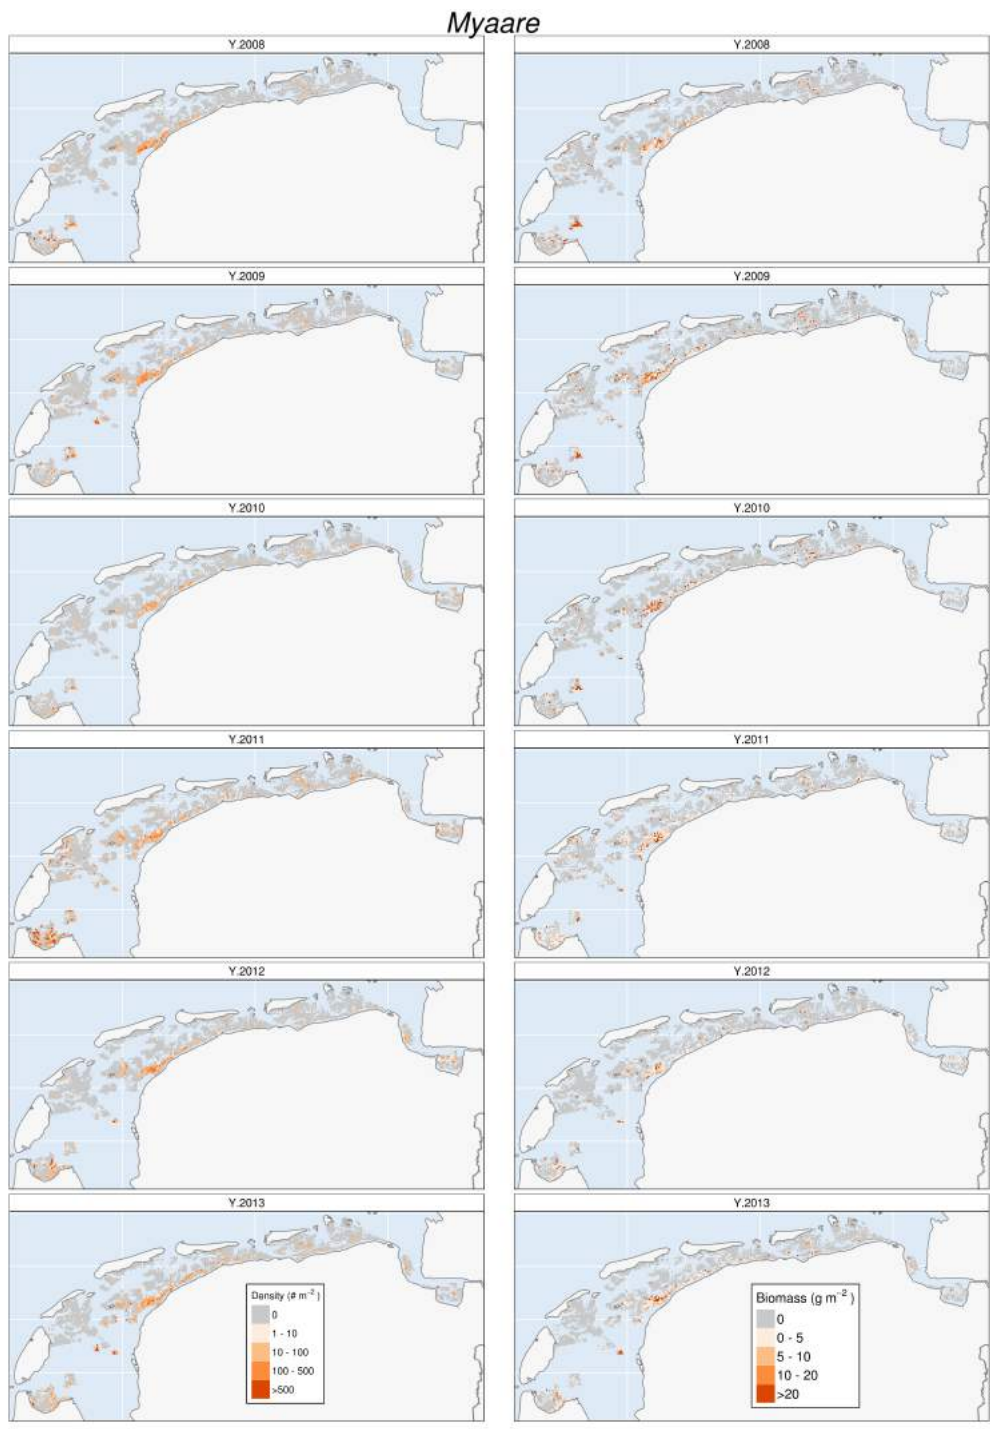 Myaare
Y.2008
Y.2008
Y.2009
Y.2009
Y.2010
Y.2010
Y.2011
Y.2011
Y.2012
Y.2012
Y.2013
Y.2013
Density (# m⁻²)
0
1 - 10
10 - 100
100 - 500
>500
Biomass (g m⁻²)
0
0 - 5
5 - 10
10 - 20
>20